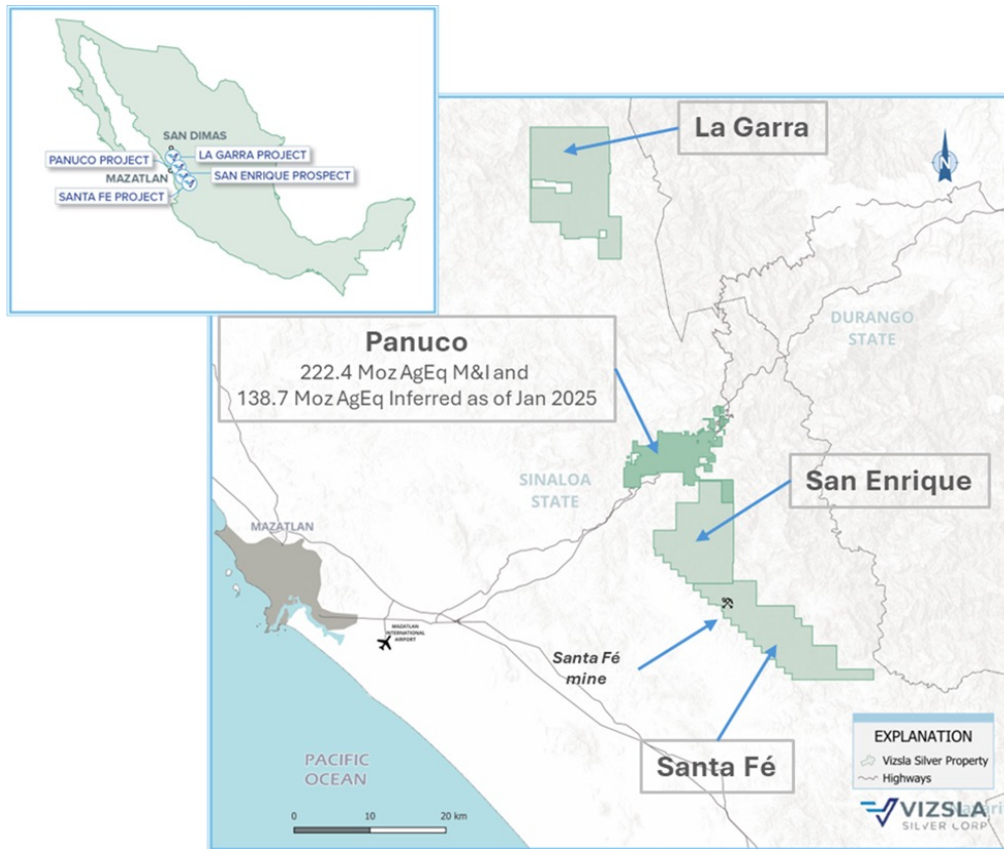 SAN DIMAS
PANUCO PROJECT
LA GARRA PROJECT
MAZATLAN
SAN ENRIQUE PROSPECT
SANTA FE PROJECT
La Garra
N
DURANGO
STATE
Panuco
222.4 Moz AgEq M&I and
138.7 Moz AgEq Inferred as of Jan 2025
SINALOA
STATE
San Enrique
MAZATLAN
MAZATLAN
INTERNATIONAL
AIRPORT
Santa Fé
mine
Santa Fé
PACIFIC
OCEAN
0 10 20 km
EXPLANATION
Vizsla Silver Property
Highways
VIZSLA
SILVER CORP